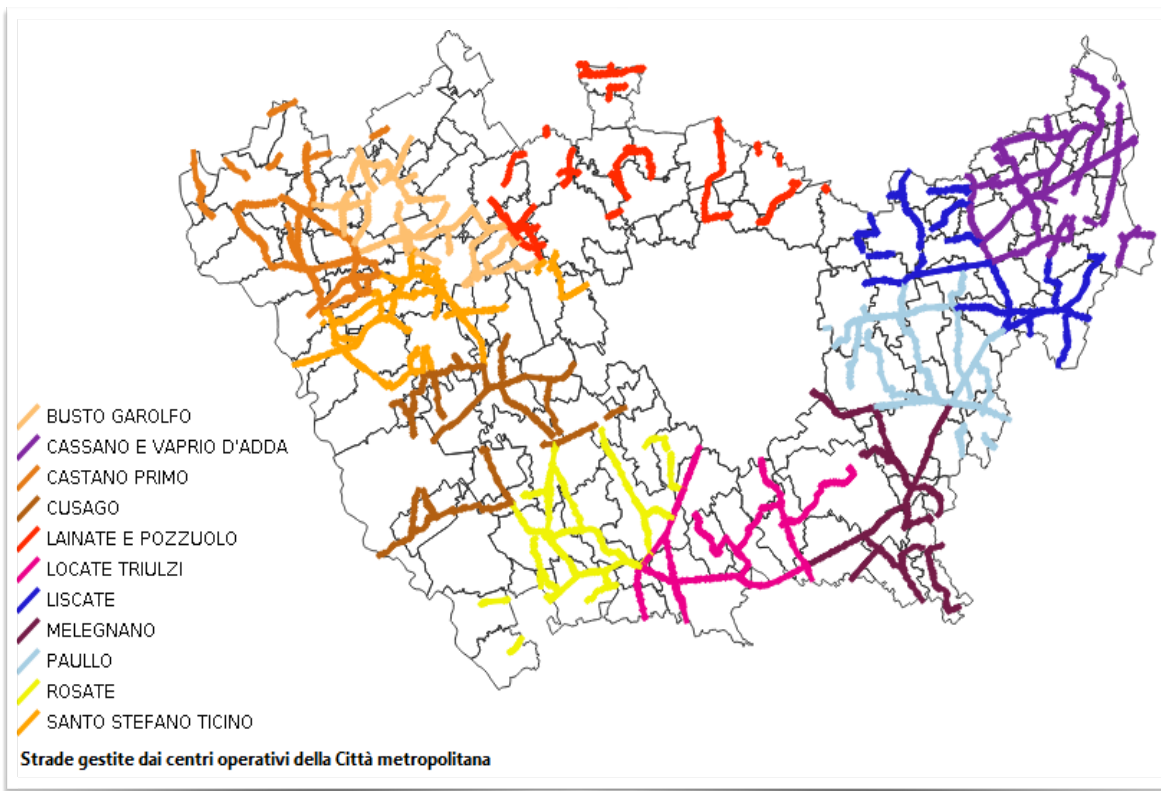 BUSTO GAROLFO
CASSANO E VAPRIO D'ADDA
CASTANO PRIMO
CUSAGO
LAINATE E POZZUOLO
LOCATE TRIULZI
LISCATE
MELEGNANO
PAULLO
ROSATE
SANTO STEFANO TICINO
Strade gestite dai centri operativi della Città metropolitana